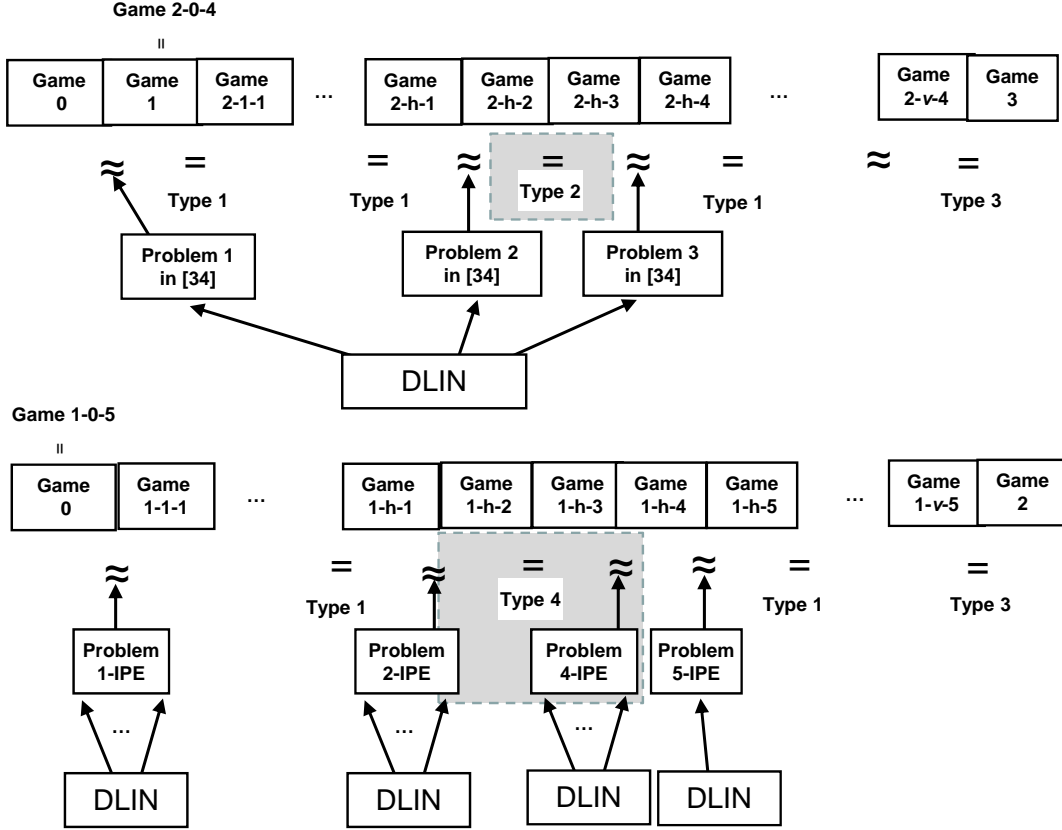 Game 2-0-4
=
Game 0 Game 1 Game 2-1-1 ... Game 2-h-1 Game 2-h-2 Game 2-h-3 Game 2-h-4 ... Game 2-v-4 Game 3
≈ = = ≈ = ≈ = ≈ =
Type 1 Type 1 Type 2 Type 1 Type 3
Problem 1 Problem 2 Problem 3
in [34] in [34] in [34]
DLIN
Game 1-0-5
=
Game 0 Game 1-1-1 ... Game 1-h-1 Game 1-h-2 Game 1-h-3 Game 1-h-4 Game 1-h-5 ... Game 1-v-5 Game 2
≈ = ≈ = ≈ ≈ = =
Type 1 Type 4 Type 1 Type 3
Problem Problem Problem Problem
1-IPE 2-IPE 4-IPE 5-IPE
... ... ...
DLIN DLIN DLIN DLIN